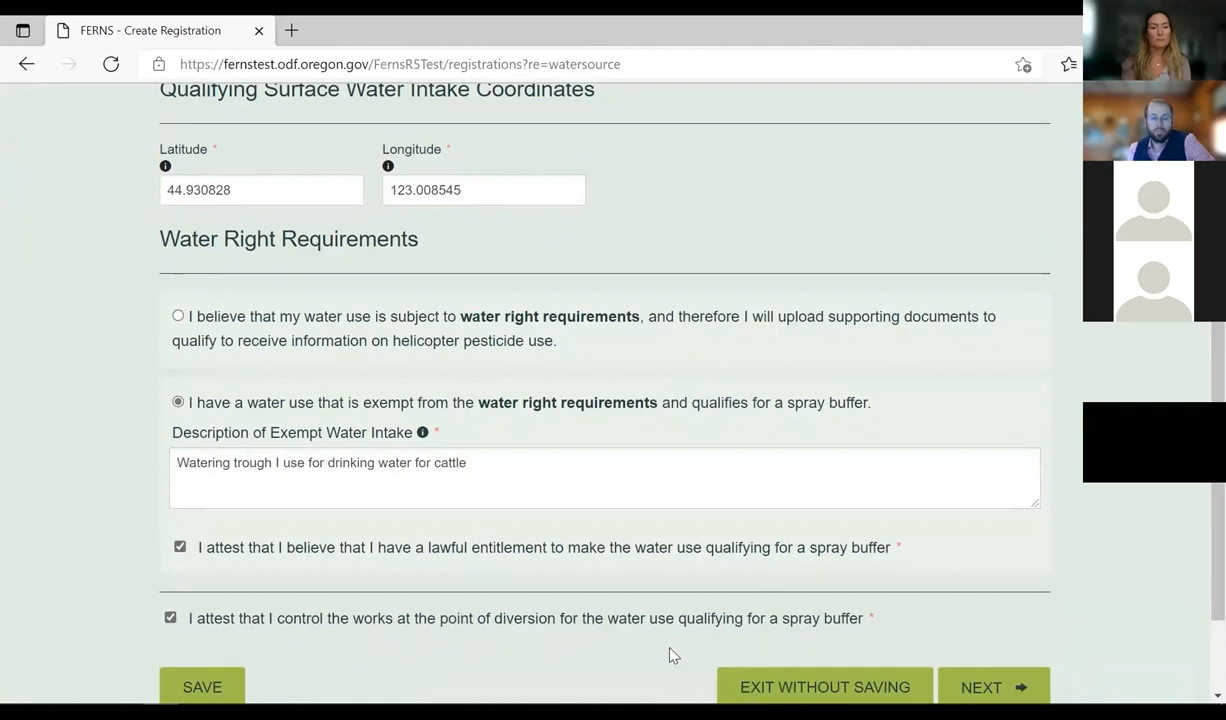 FERNS - Create Registration
https://fernstest.odf.oregon.gov/FernsR5Test/registrations?re=watersource
Qualifying Surface Water Intake Coordinates
Latitude * Longitude *
44.930828 123.008545
Water Right Requirements
I believe that my water use is subject to water right requirements, and therefore I will upload supporting documents to
qualify to receive information on helicopter pesticide use.
I have a water use that is exempt from the water right requirements and qualifies for a spray buffer.
Description of Exempt Water Intake *
Watering trough I use for drinking water for cattle
I attest that I believe that I have a lawful entitlement to make the water use qualifying for a spray buffer *
I attest that I control the works at the point of diversion for the water use qualifying for a spray buffer *
SAVE EXIT WITHOUT SAVING NEXT